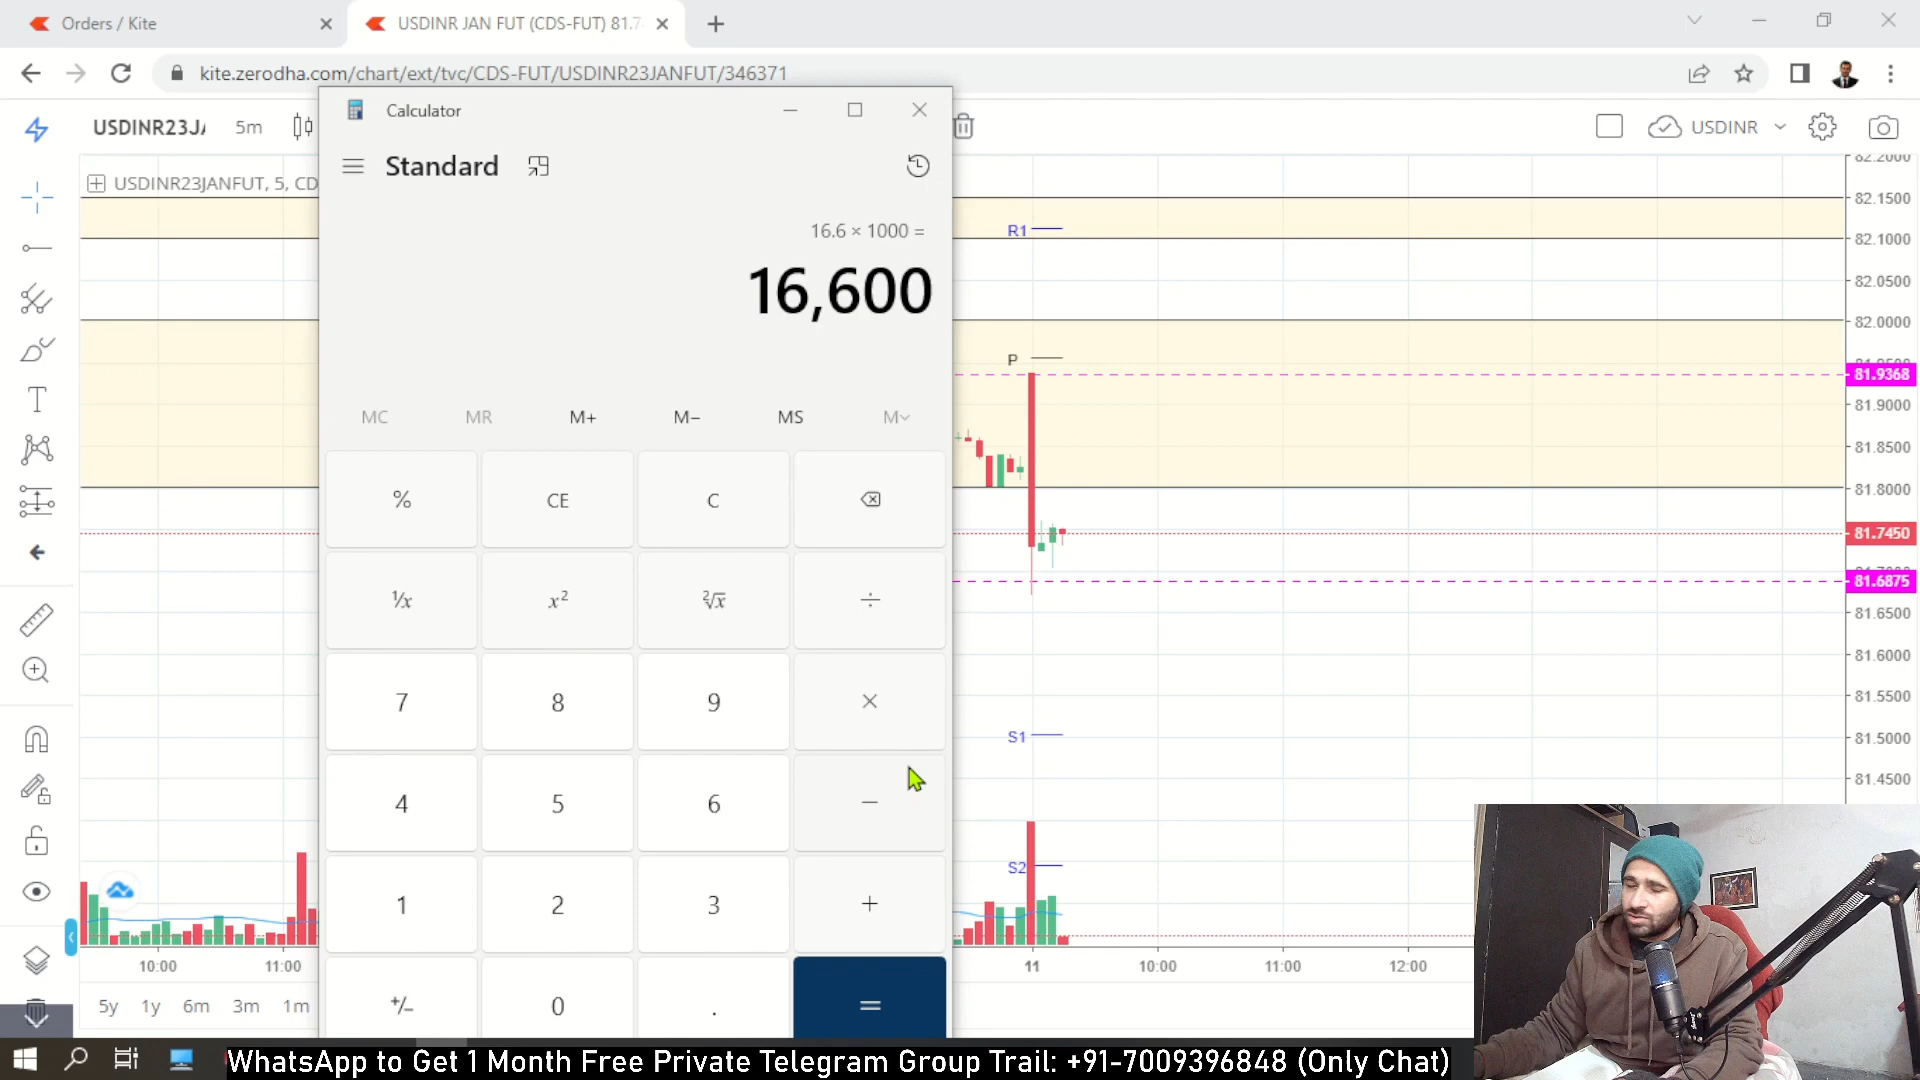 Orders / Kite
USDINR JAN FUT (CDS-FUT) 81.7
kite.zerodha.com/chart/ext/tvc/CDS-FUT/USDINR23JANFUT/346371
Calculator
USDINR23J
5m
USDINR
Standard
USDINR23JANFUT, 5, CD
16.6 × 1000 =
16,600
MC MR M+ M− MS M
% CE C
¹/x x² ²√x ÷
7 8 9 ×
4 5 6 −
1 2 3 +
+/− 0 . =
R1
P
S1
S2
82.2000
82.1500
82.1000
82.0500
82.0000
81.9368
81.9000
81.8500
81.8000
81.7450
81.6875
81.6500
81.6000
81.5500
81.5000
81.4500
10:00 11:00 11 10:00 11:00 12:00
5y 1y 6m 3m 1m
WhatsApp to Get 1 Month Free Private Telegram Group Trail: +91-7009396848 (Only Chat)